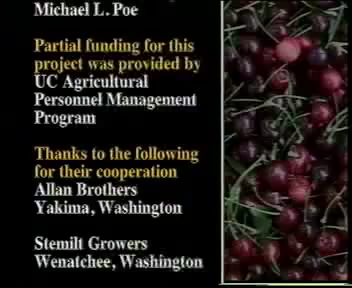 Michael L. Poe
Partial funding for this
project was provided by
UC Agricultural
Personnel Management
Program
Thanks to the following
for their cooperation
Allan Brothers
Yakima, Washington
Stemilt Growers
Wenatchee, Washington